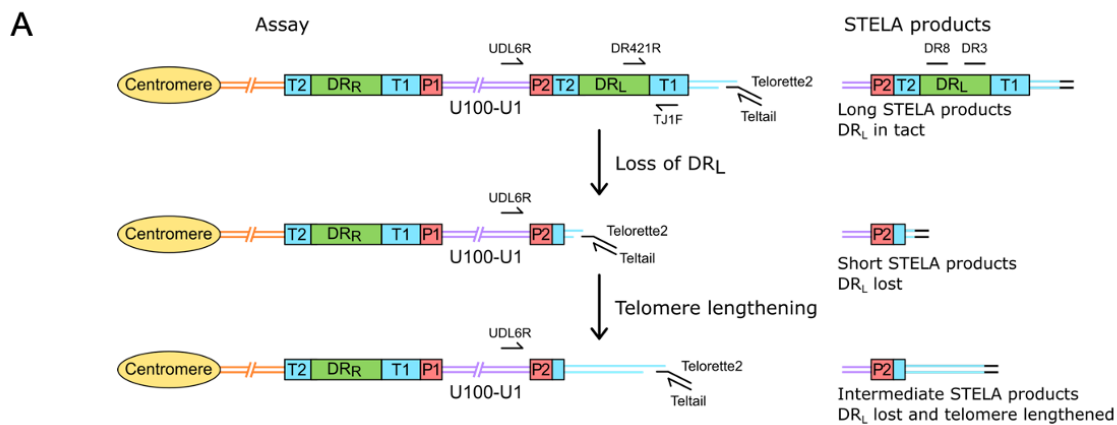 A
Assay
STELA products
UDL6R
DR421R
DR8
DR3
Centromere
T2
DRR
T1
P1
U100-U1
P2
T2
DRL
T1
Telorette2
Teltail
TJ1F
P2
T2
DRL
T1
Long STELA products
DRL in tact
Loss of DRL
UDL6R
Centromere
T2
DRR
T1
P1
U100-U1
P2
Telorette2
Teltail
P2
Short STELA products
DRL lost
Telomere lengthening
UDL6R
Centromere
T2
DRR
T1
P1
U100-U1
P2
Telorette2
Teltail
P2
Intermediate STELA products
DRL lost and telomere lengthened